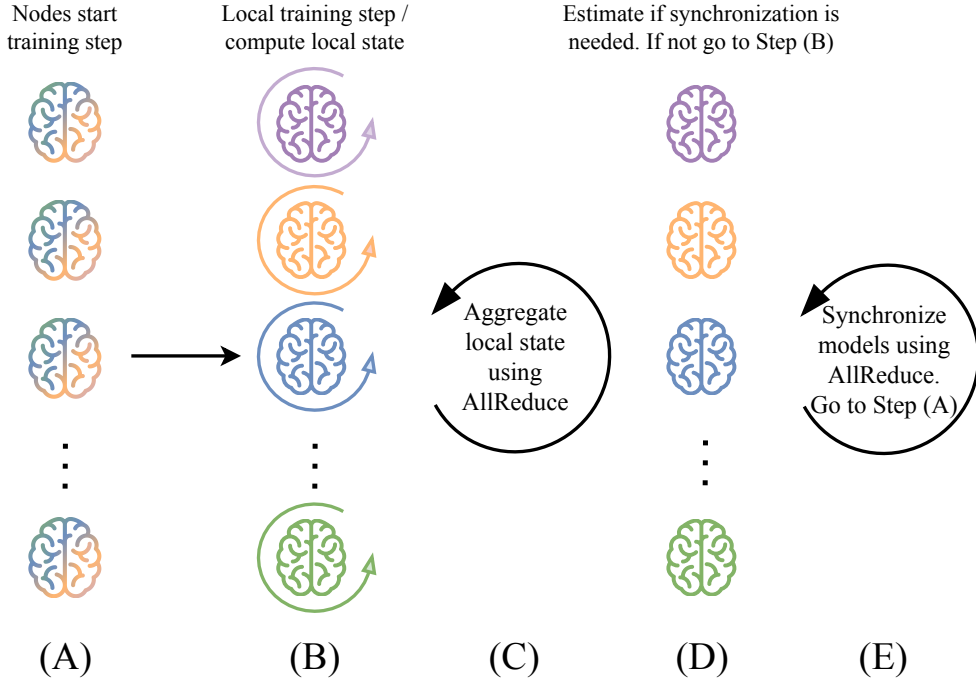 Nodes start
training step
Local training step /
compute local state
Estimate if synchronization is
needed. If not go to Step (B)
Aggregate
local state
using
AllReduce
Synchronize
models using
AllReduce.
Go to Step (A)
(A)
(B)
(C)
(D)
(E)